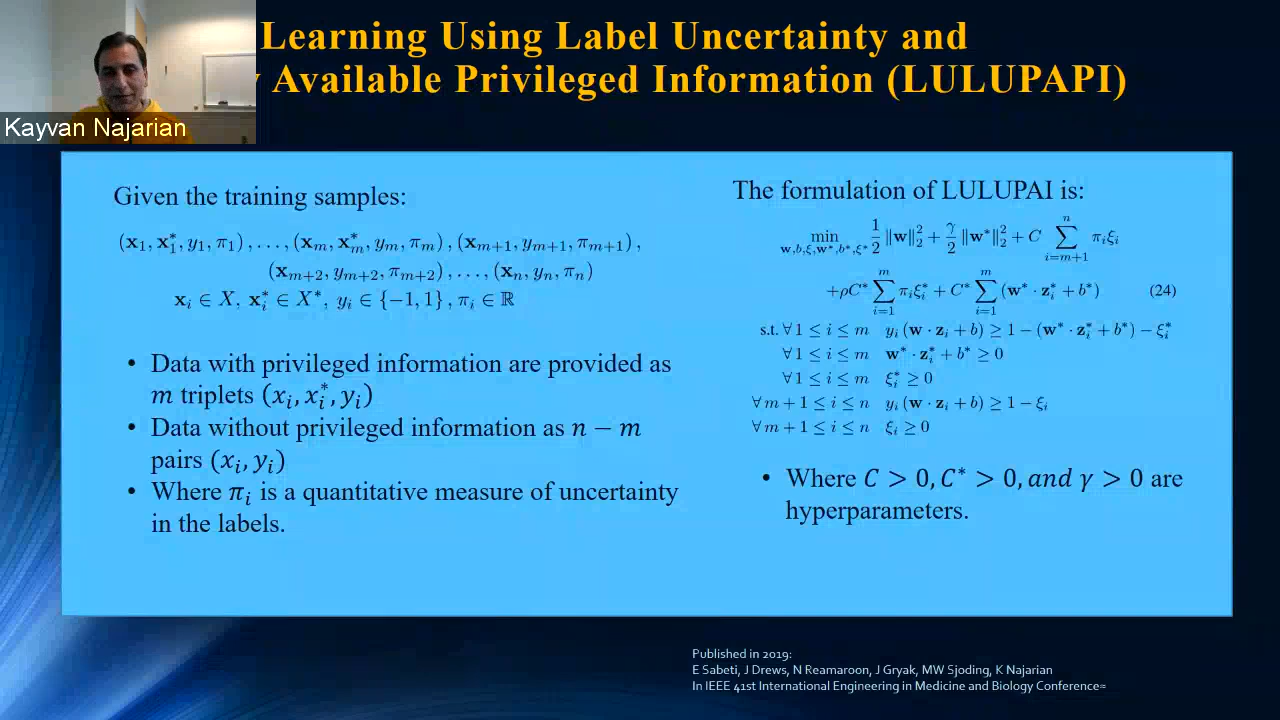 Learning Using Label Uncertainty and
Available Privileged Information (LULUPAPI)
Kayvan Najarian
Given the training samples:
(x₁, x₁*, y₁, π₁), . . . , (xₘ, xₘ*, yₘ, πₘ), (xₘ₊₁, yₘ₊₁, πₘ₊₁),
(xₘ₊₂, yₘ₊₂, πₘ₊₂), . . . , (xₙ, yₙ, πₙ)
xᵢ ∈ X, xᵢ* ∈ X*, yᵢ ∈ {−1, 1}, πᵢ ∈ ℝ
• Data with privileged information are provided as
m triplets (xᵢ, xᵢ*, yᵢ)
• Data without privileged information as n − m
pairs (xᵢ, yᵢ)
• Where πᵢ is a quantitative measure of uncertainty
in the labels.
The formulation of LULUPAI is:
min_{w,b,ξ,w*,b*,ξ*} 1/2 ‖w‖₂² + γ/2 ‖w*‖₂² + C ∑_{i=m+1}^{n} πᵢξᵢ
+ρC* ∑_{i=1}^{m} πᵢξᵢ* + C* ∑_{i=1}^{m} (w* · zᵢ* + b*) (24)
s.t. ∀ 1 ≤ i ≤ m yᵢ (w · zᵢ + b) ≥ 1 − (w* · zᵢ* + b*) − ξᵢ*
∀ 1 ≤ i ≤ m w* · zᵢ* + b* ≥ 0
∀ 1 ≤ i ≤ m ξᵢ* ≥ 0
∀ m + 1 ≤ i ≤ n yᵢ (w · zᵢ + b) ≥ 1 − ξᵢ
∀ m + 1 ≤ i ≤ n ξᵢ ≥ 0
• Where C > 0, C* > 0, and γ > 0 are
hyperparameters.
Published in 2019:
E Sabeti, J Drews, N Reamaroon, J Gryak, MW Sjoding, K Najarian
In IEEE 41st International Engineering in Medicine and Biology Conference